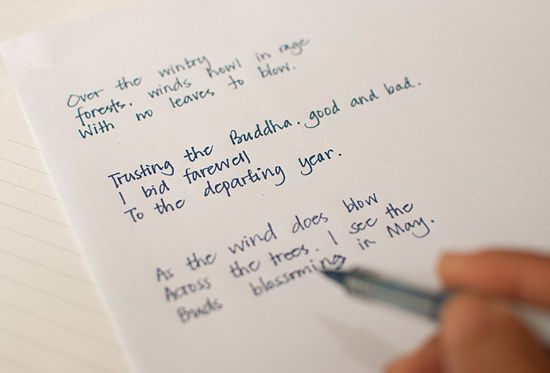 Over the wintry
forests. winds howl in rage
With no leaves to blow.
Trusting the Buddha. good and bad.
I bid farewell
To the departing year.
As the wind does blow
Across the trees. I see the
Buds blossoming in May.